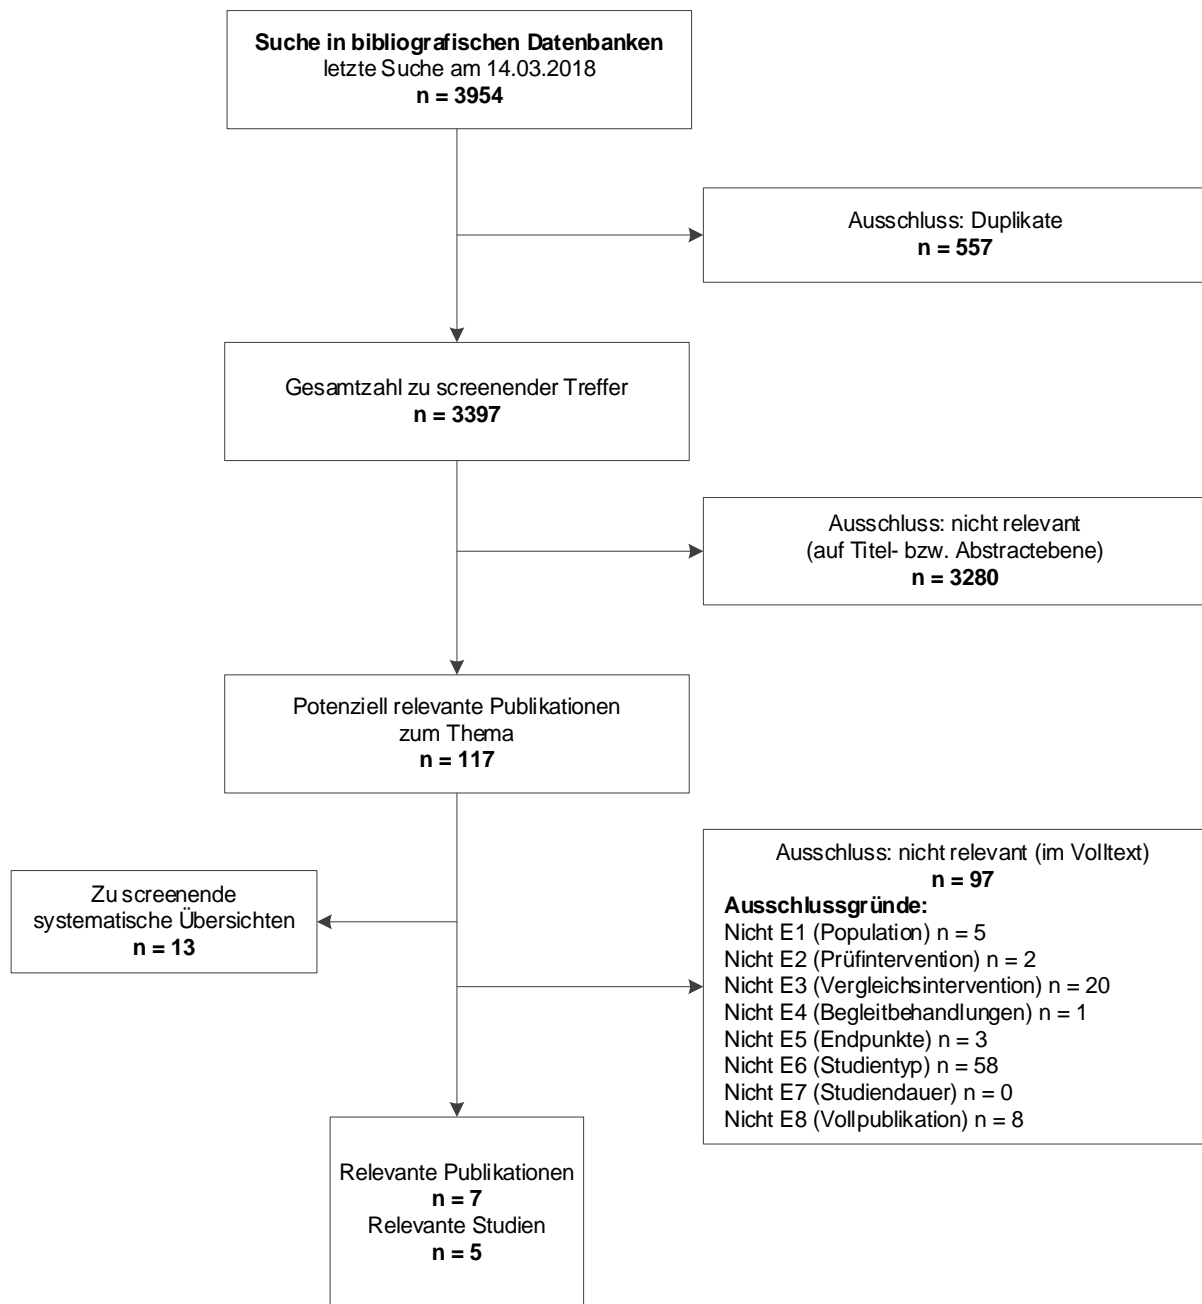 Suche in bibliografischen Datenbanken
letzte Suche am 14.03.2018
n = 3954
Ausschluss: Duplikate
n = 557
Gesamtzahl zu screenender Treffer
n = 3397
Ausschluss: nicht relevant
(auf Titel- bzw. Abstractebene)
n = 3280
Potenziell relevante Publikationen
zum Thema
n = 117
Zu screenende
systematische Übersichten
n = 13
Ausschluss: nicht relevant (im Volltext)
n = 97
Ausschlussgründe:
Nicht E1 (Population) n = 5
Nicht E2 (Prüfintervention) n = 2
Nicht E3 (Vergleichsintervention) n = 20
Nicht E4 (Begleitbehandlungen) n = 1
Nicht E5 (Endpunkte) n = 3
Nicht E6 (Studientyp) n = 58
Nicht E7 (Studiendauer) n = 0
Nicht E8 (Vollpublikation) n = 8
Relevante Publikationen
n = 7
Relevante Studien
n = 5